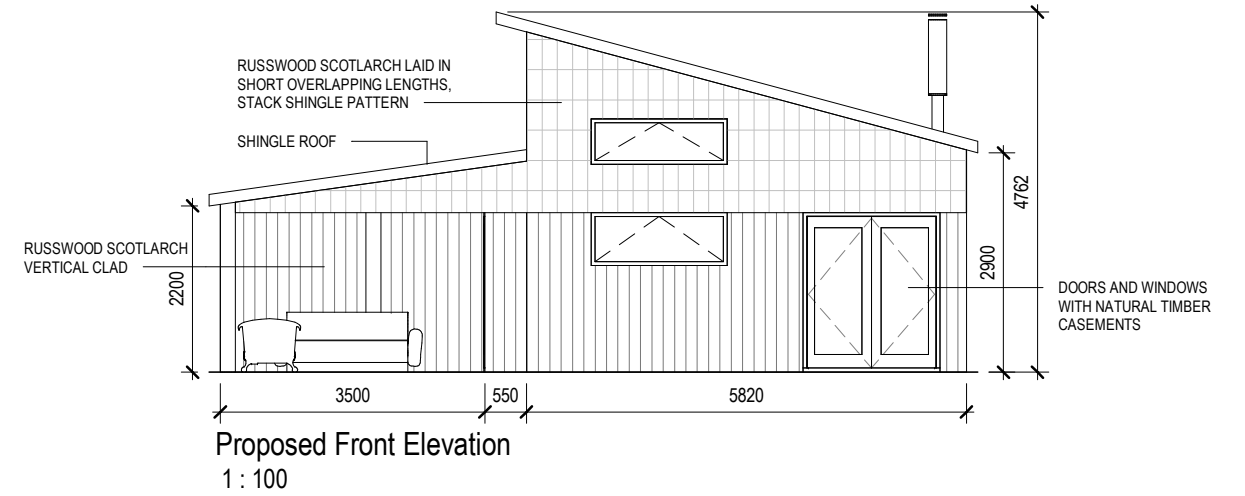 RUSSWOOD SCOTLARCH LAID IN
SHORT OVERLAPPING LENGTHS,
STACK SHINGLE PATTERN
SHINGLE ROOF
RUSSWOOD SCOTLARCH
VERTICAL CLAD
2200
4762
2900
DOORS AND WINDOWS
WITH NATURAL TIMBER
CASEMENTS
3500
550
5820
Proposed Front Elevation
1 : 100